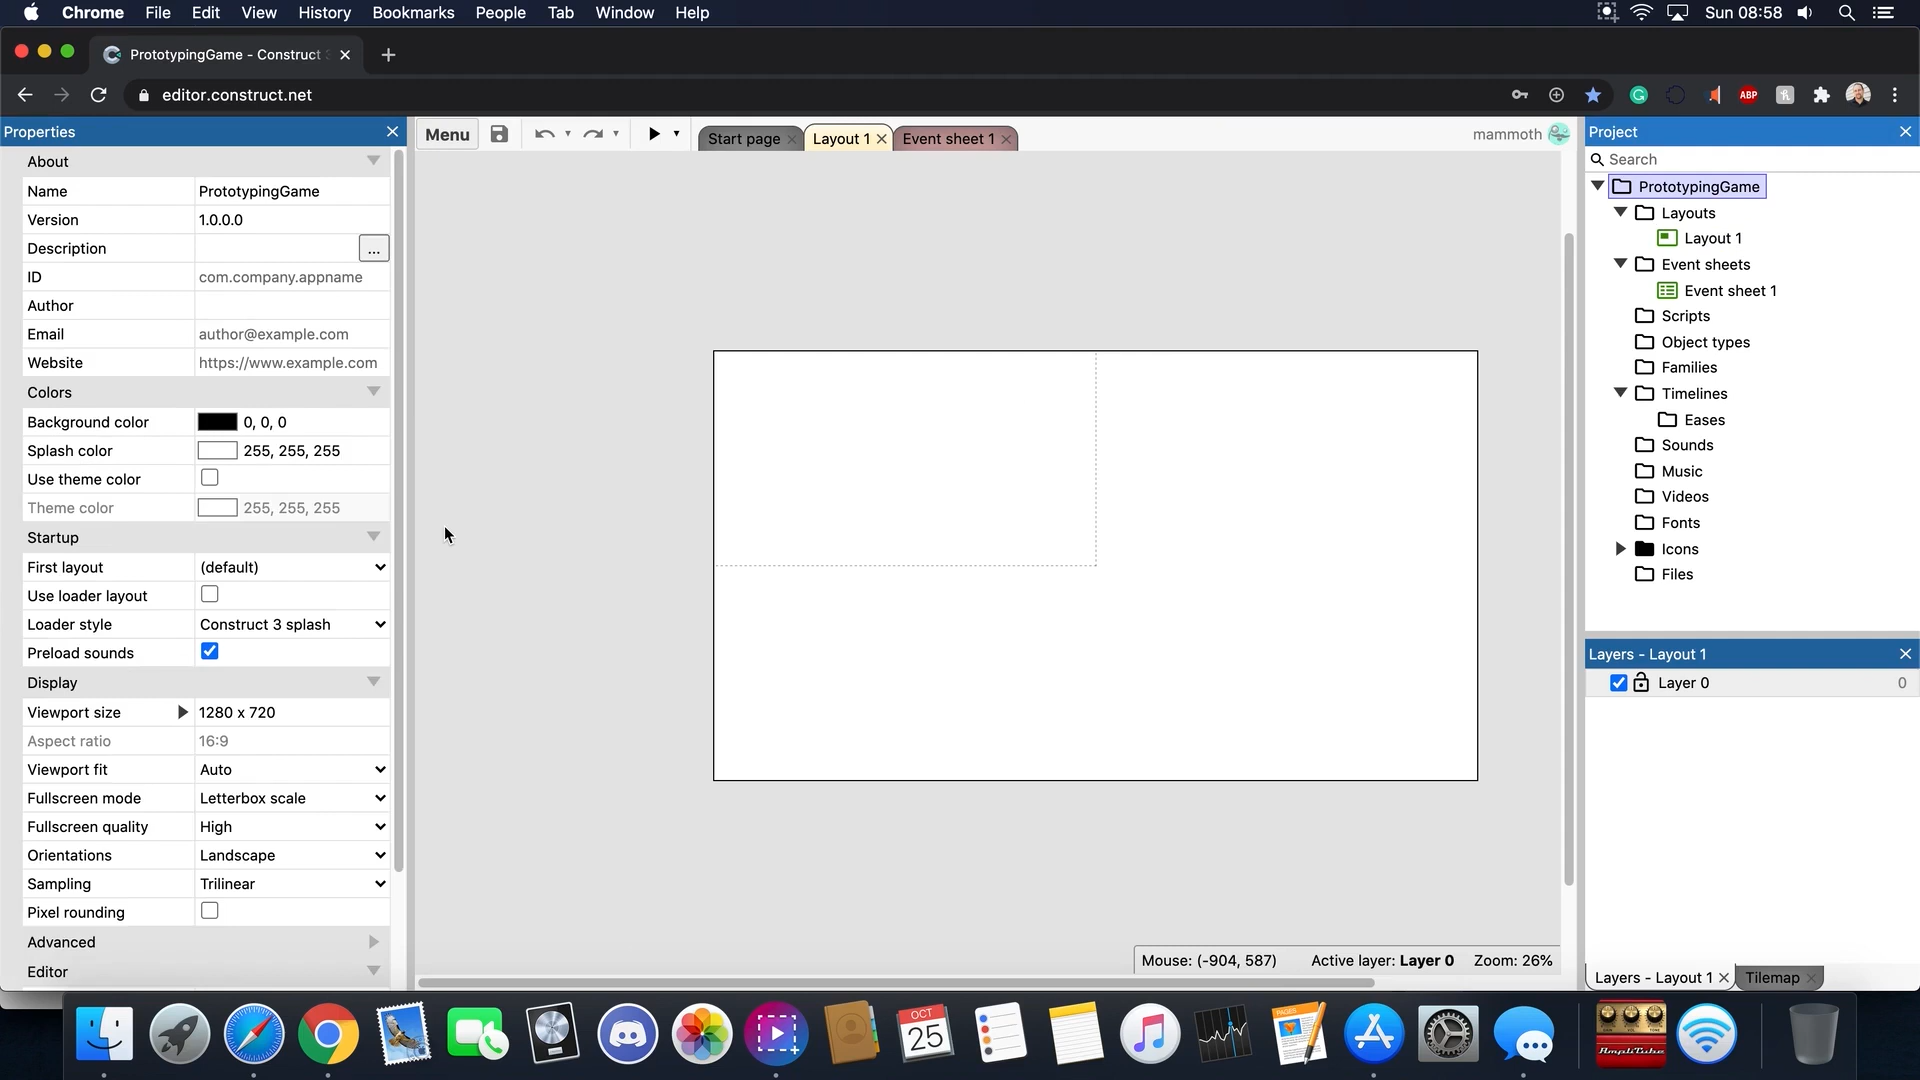 Chrome File Edit View History Bookmarks People Tab Window Help Sun 08:58
PrototypingGame - Construct 3
editor.construct.net ABP
Properties
About
Name PrototypingGame
Version 1.0.0.0
Description ...
ID com.company.appname
Author
Email author@example.com
Website https://www.example.com
Colors
Background color 0, 0, 0
Splash color 255, 255, 255
Use theme color
Theme color 255, 255, 255
Startup
First layout (default)
Use loader layout
Loader style Construct 3 splash
Preload sounds
Display
Viewport size 1280 x 720
Aspect ratio 16:9
Viewport fit Auto
Fullscreen mode Letterbox scale
Fullscreen quality High
Orientations Landscape
Sampling Trilinear
Pixel rounding
Advanced
Editor
Menu Start page Layout 1 Event sheet 1 mammoth
Mouse: (-904, 587) Active layer: Layer 0 Zoom: 26%
Project
Search
PrototypingGame
Layouts
Layout 1
Event sheets
Event sheet 1
Scripts
Object types
Families
Timelines
Eases
Sounds
Music
Videos
Fonts
Icons
Files
Layers - Layout 1
Layer 0 0
Layers - Layout 1 Tilemap
OCT
25
PAGES
AmpliTube